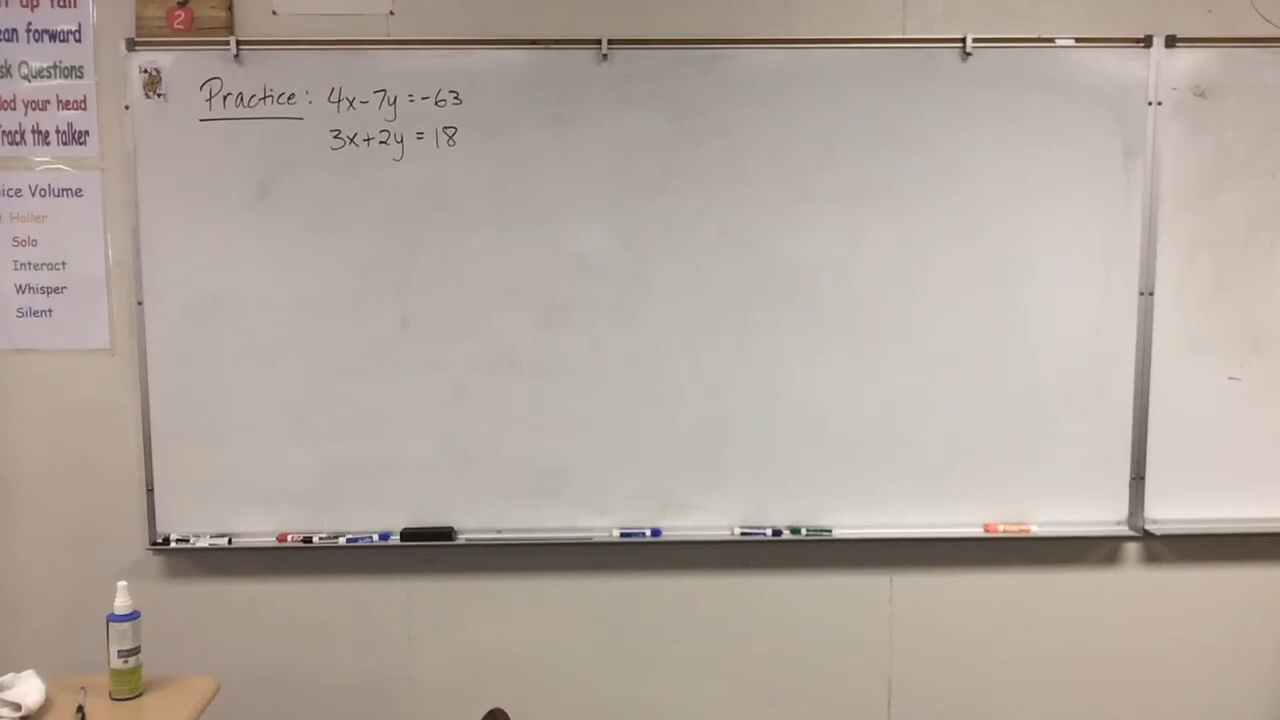 2
ean forward
sk Questions
lod your head
rack the talker
ice Volume
Holler
Solo
Interact
Whisper
Silent
Practice: 4x-7y=-63
3x+2y=18